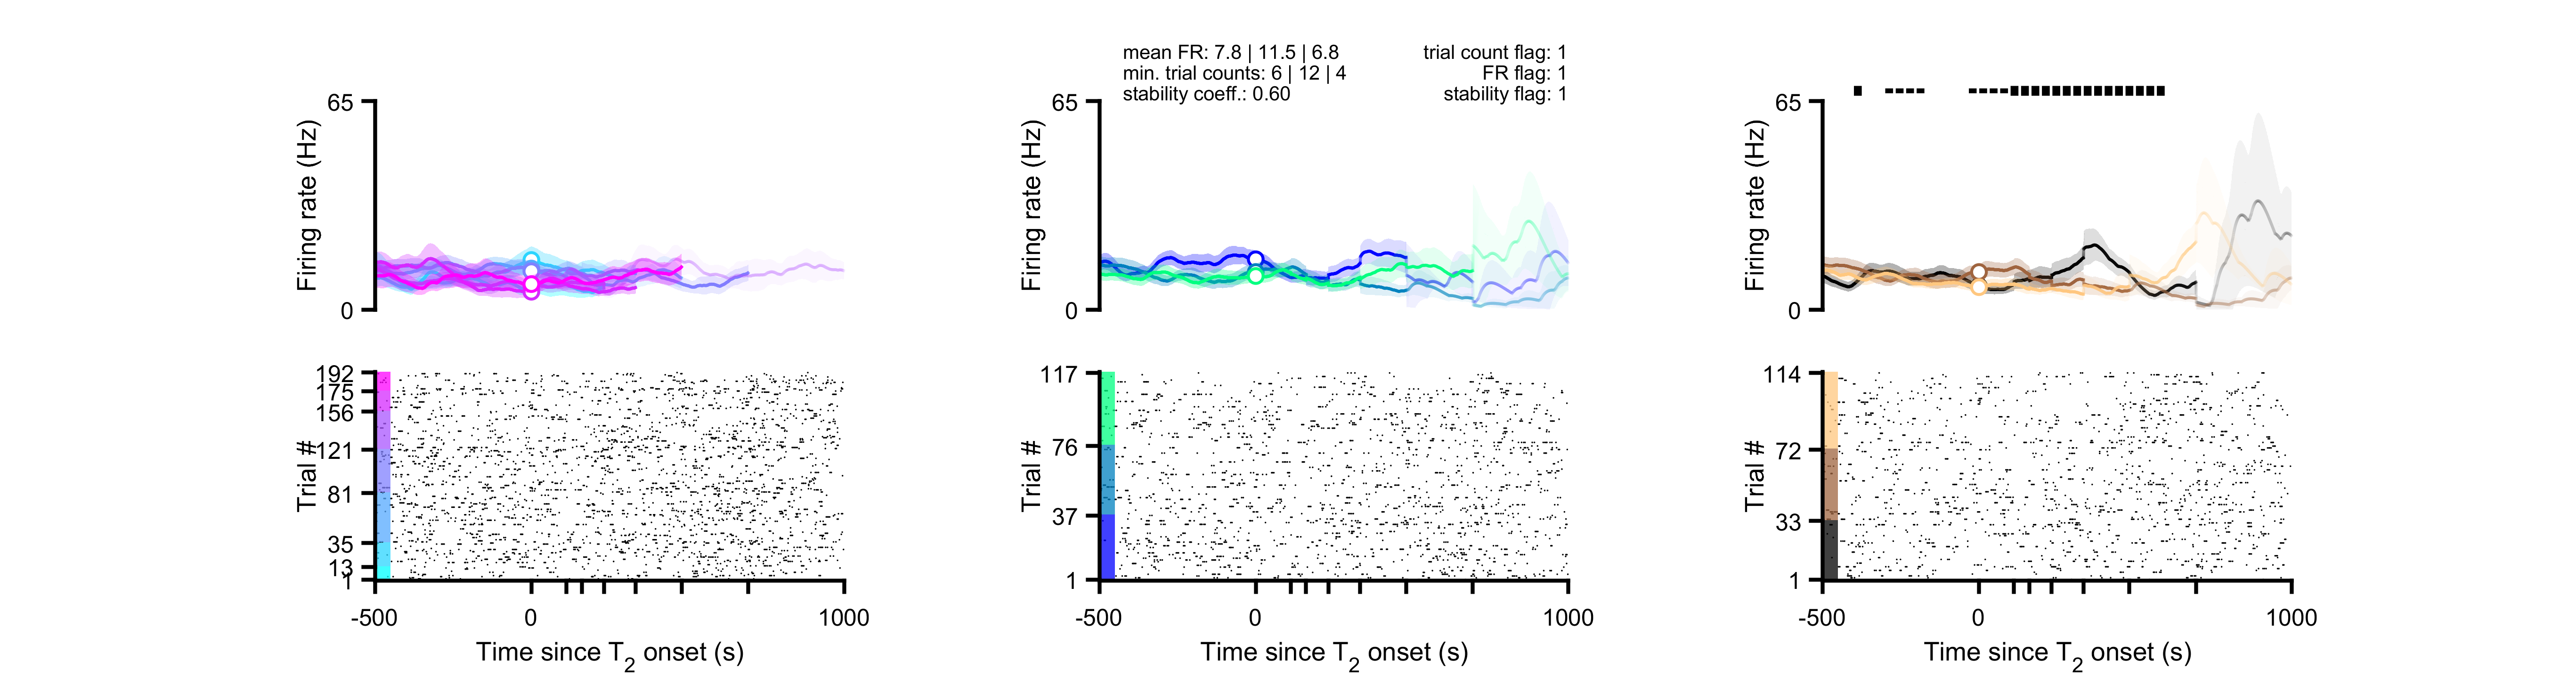 mean FR: 7.8 | 11.5 | 6.8
min. trial counts: 6 | 12 | 4
stability coeff.: 0.60
trial count flag: 1
FR flag: 1
stability flag: 1
65
Firing rate (Hz)
0
65
Firing rate (Hz)
0
65
Firing rate (Hz)
0
192
175
156
121
81
35
13
1
Trial #
-500
0
1000
Time since T2 onset (s)
117
76
37
1
Trial #
-500
0
1000
Time since T2 onset (s)
114
72
33
1
Trial #
-500
0
1000
Time since T2 onset (s)